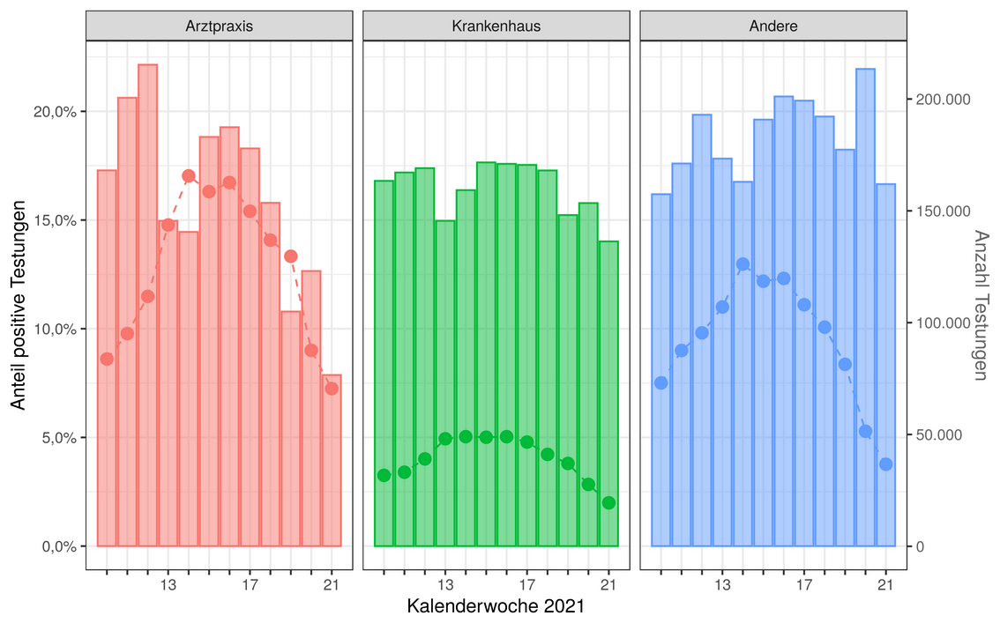 Arztpraxis
Krankenhaus
Andere
Anteil positive Testungen
20,0%
15,0%
10,0%
5,0%
0,0%
200.000
150.000
100.000
50.000
0
Anzahl Testungen
13 17 21
13 17 21
13 17 21
Kalenderwoche 2021